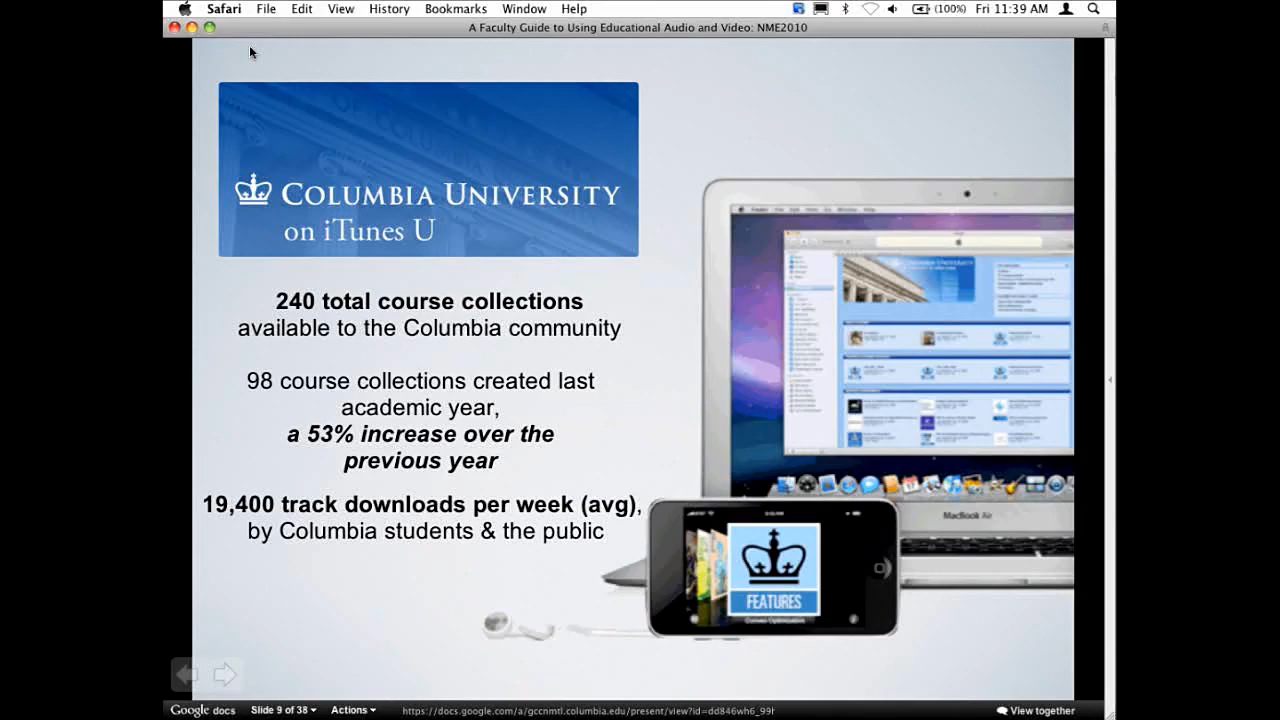 Safari File Edit View History Bookmarks Window Help (100%) Fri 11:39 AM
A Faculty Guide to Using Educational Audio and Video: NME2010
COLUMBIA UNIVERSITY
on iTunes U
240 total course collections
available to the Columbia community
98 course collections created last
academic year,
a 53% increase over the
previous year
19,400 track downloads per week (avg),
by Columbia students & the public
MacBook Air
FEATURES
Google docs Slide 9 of 38 Actions https://docs.google.com/a/gccnmtl.columbia.edu/present/view?id=dd846wh6_99f View together